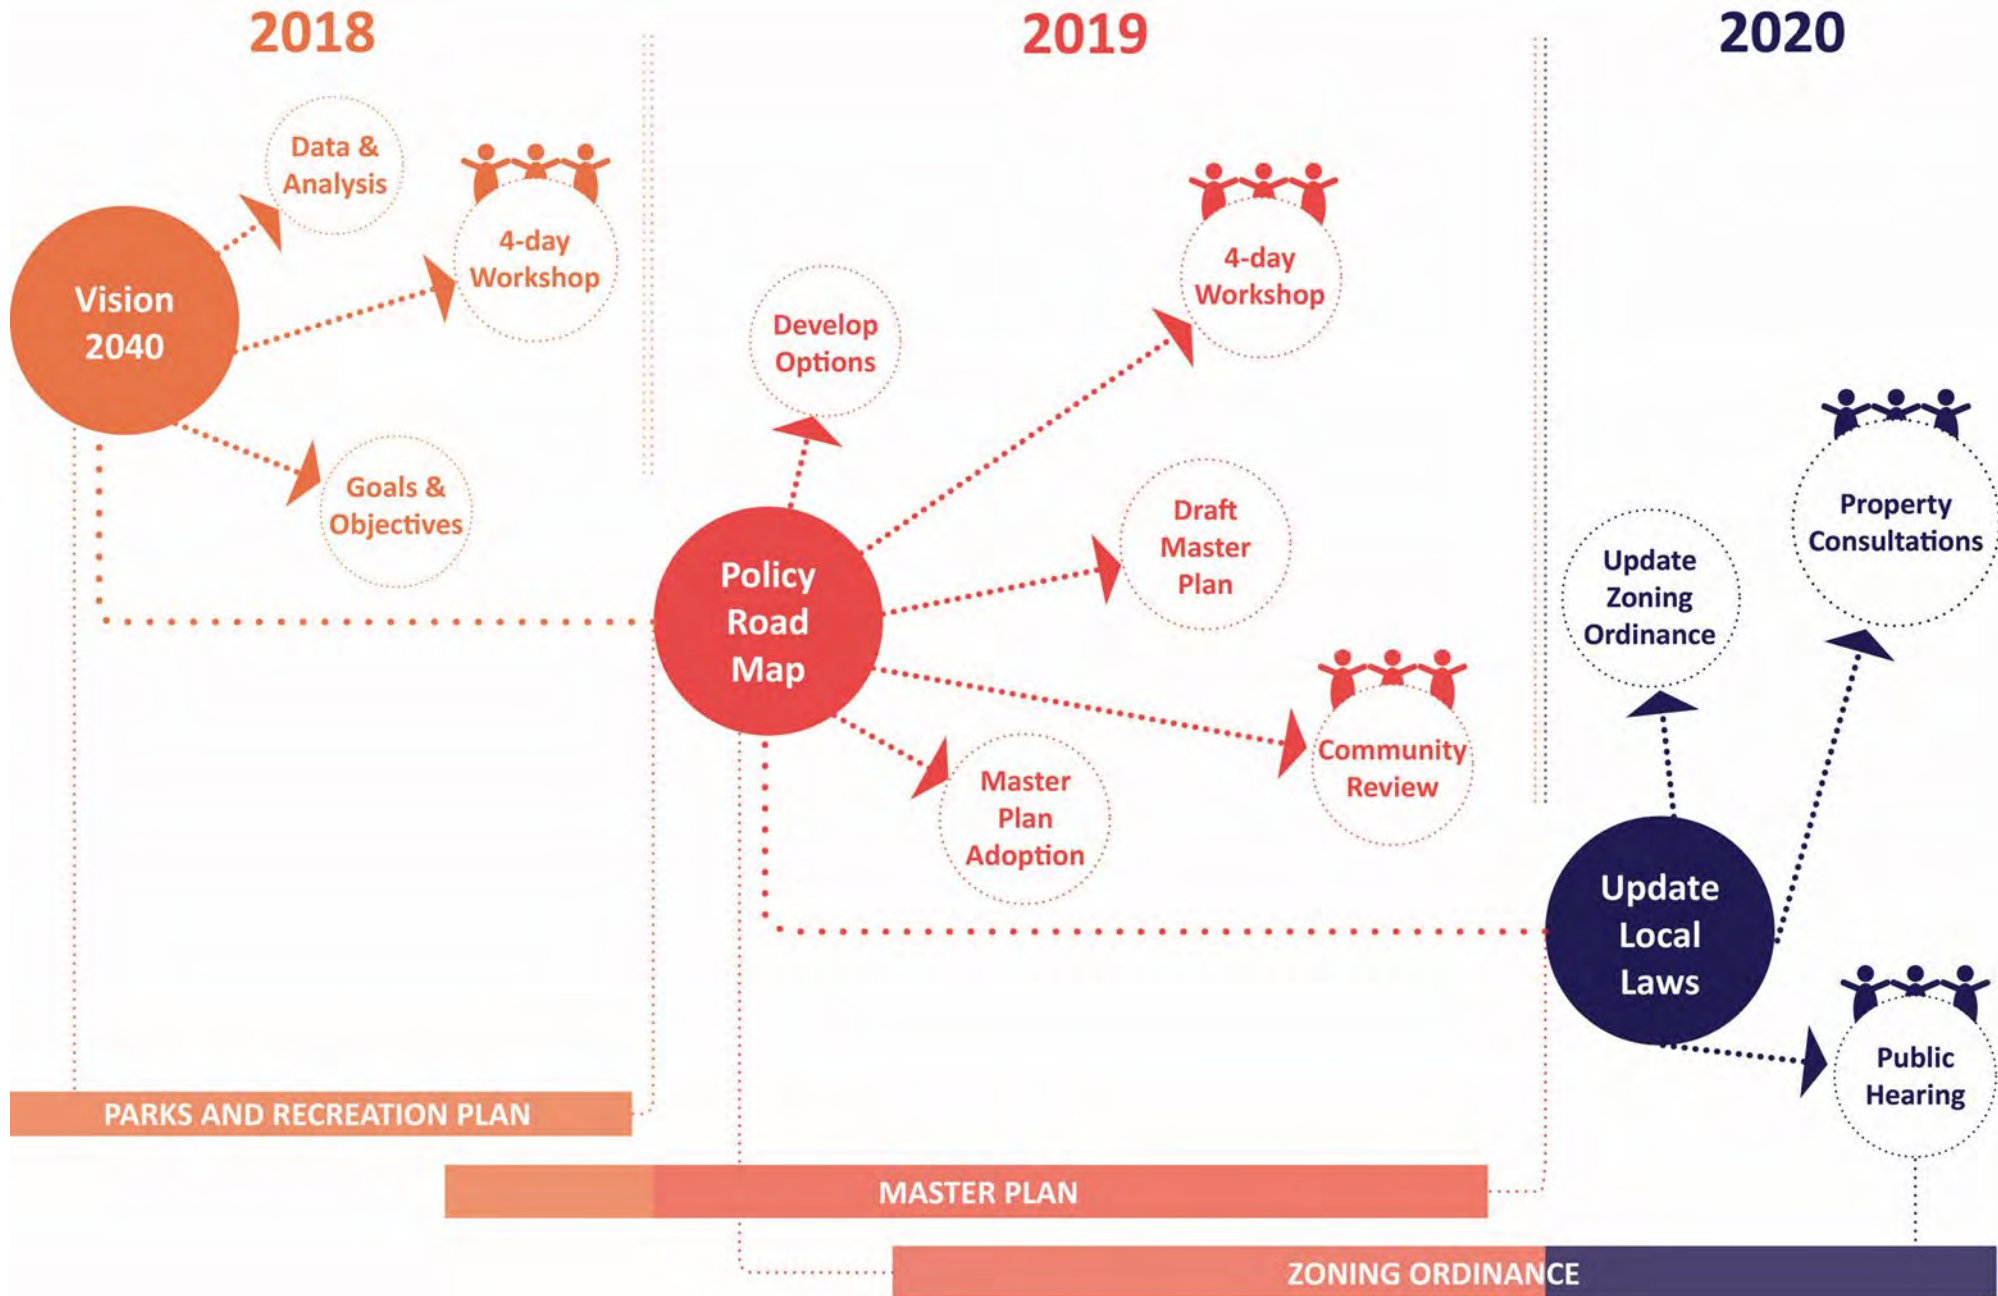 2018
2019
2020
Data &
Analysis
4-day
Workshop
Vision
2040
Goals &
Objectives
4-day
Workshop
Develop
Options
Draft
Master
Plan
Policy
Road
Map
Community
Review
Master
Plan
Adoption
Property
Consultations
Update
Zoning
Ordinance
Update
Local
Laws
Public
Hearing
PARKS AND RECREATION PLAN
MASTER PLAN
ZONING ORDINANCE